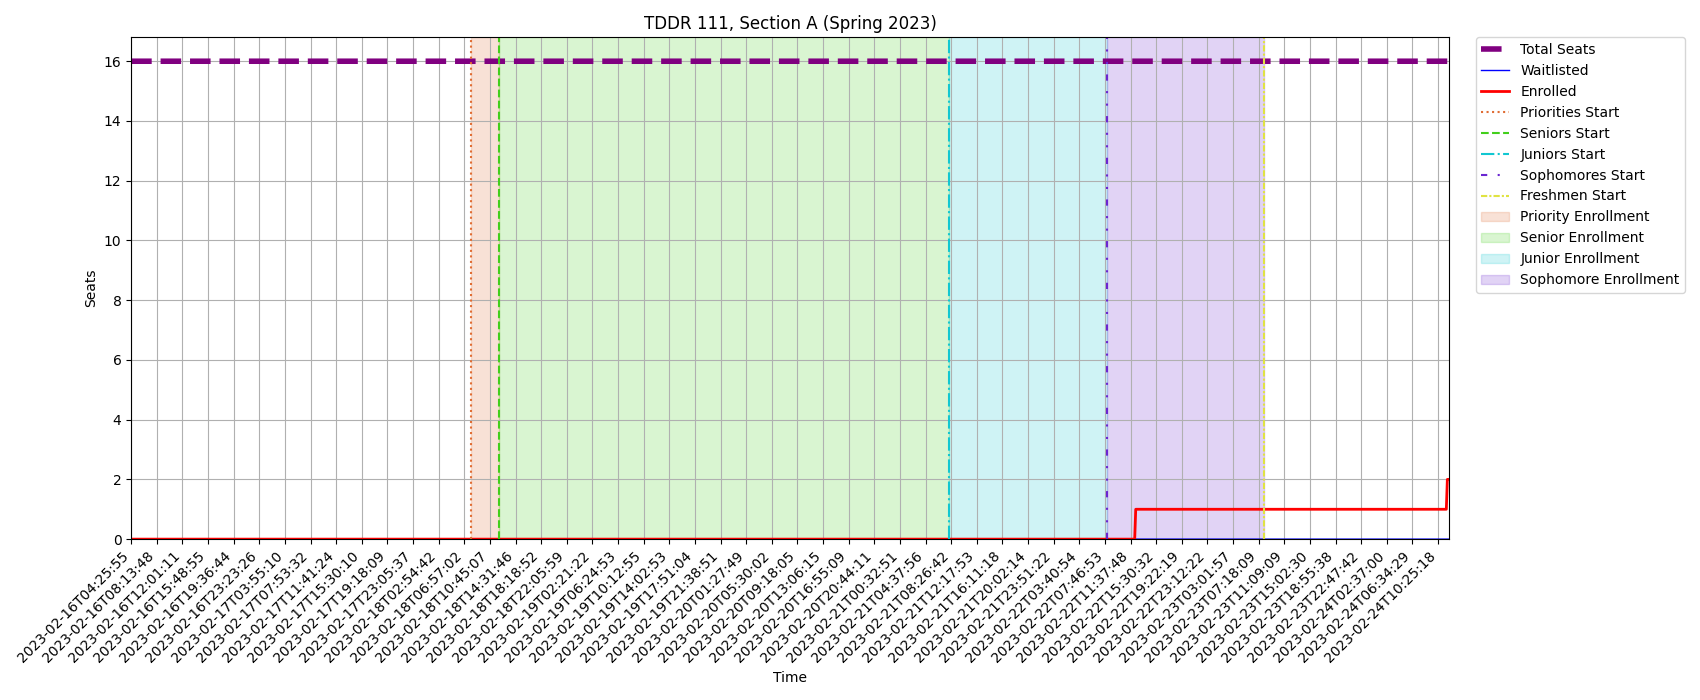 TDDR 111, Section A (Spring 2023)
Seats
16
14
12
10
8
6
4
2
0
2023-02-16T04:25:55
2023-02-16T08:13:48
2023-02-16T12:01:11
2023-02-16T15:48:55
2023-02-16T19:36:44
2023-02-16T23:23:26
2023-02-17T03:55:10
2023-02-17T07:53:32
2023-02-17T11:41:24
2023-02-17T15:30:10
2023-02-17T19:18:09
2023-02-17T23:05:37
2023-02-18T02:54:42
2023-02-18T06:57:02
2023-02-18T10:45:07
2023-02-18T14:31:46
2023-02-18T18:18:52
2023-02-18T22:05:59
2023-02-19T02:21:22
2023-02-19T06:24:53
2023-02-19T10:12:55
2023-02-19T14:02:53
2023-02-19T17:51:04
2023-02-19T21:38:51
2023-02-20T01:27:49
2023-02-20T05:30:02
2023-02-20T09:18:05
2023-02-20T13:06:15
2023-02-20T16:55:09
2023-02-20T20:44:11
2023-02-21T00:32:51
2023-02-21T04:37:56
2023-02-21T08:26:42
2023-02-21T12:17:53
2023-02-21T16:11:18
2023-02-21T20:02:14
2023-02-21T23:51:22
2023-02-22T03:40:54
2023-02-22T07:46:53
2023-02-22T11:37:48
2023-02-22T15:30:32
2023-02-22T19:22:19
2023-02-22T23:12:22
2023-02-23T03:01:57
2023-02-23T07:18:09
2023-02-23T11:09:09
2023-02-23T15:02:30
2023-02-23T18:55:38
2023-02-23T22:47:42
2023-02-24T02:37:00
2023-02-24T06:34:29
2023-02-24T10:25:18
Time
Total Seats
Waitlisted
Enrolled
Priorities Start
Seniors Start
Juniors Start
Sophomores Start
Freshmen Start
Priority Enrollment
Senior Enrollment
Junior Enrollment
Sophomore Enrollment